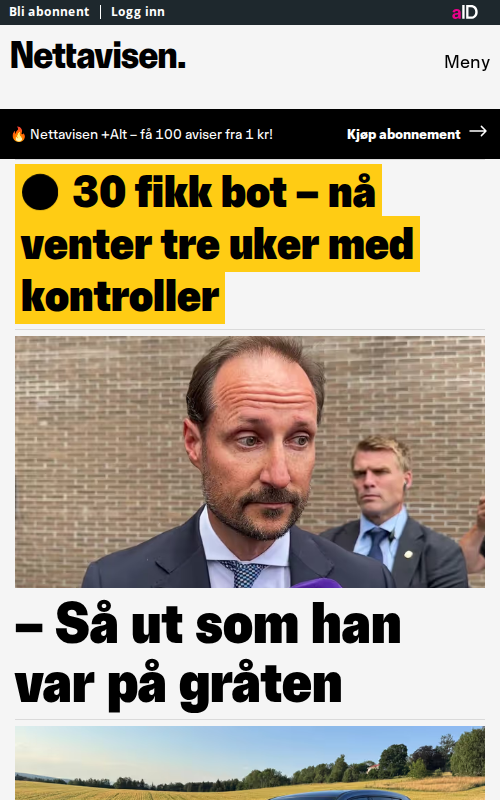 Bli abonnent
Logg inn
aID
Nettavisen.
Meny
🔥 Nettavisen +Alt – få 100 aviser fra 1 kr!
Kjøp abonnement →
● 30 fikk bot – nå
venter tre uker med
kontroller
– Så ut som han
var på gråten